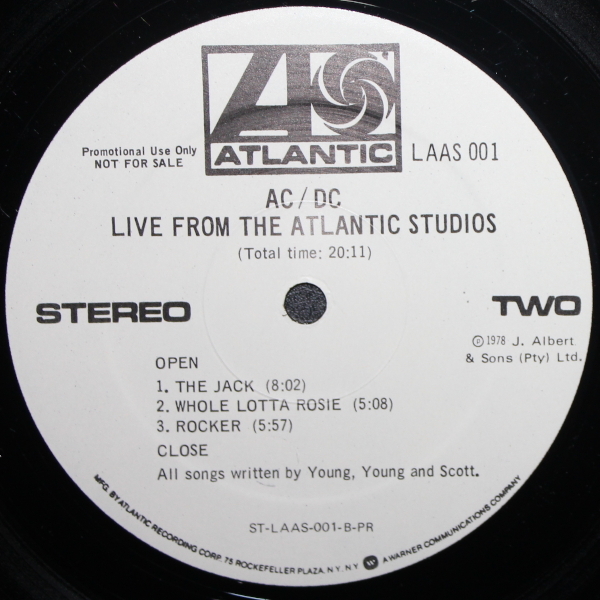 ATLANTIC
Promotional Use Only
NOT FOR SALE
LAAS 001
AC/DC
LIVE FROM THE ATLANTIC STUDIOS
(Total time: 20:11)
STEREO
TWO
℗1978 J. Albert
& Sons (Pty) Ltd.
OPEN
1. THE JACK (8:02)
2. WHOLE LOTTA ROSIE (5:08)
3. ROCKER (5:57)
CLOSE
All songs written by Young, Young and Scott.
ST-LAAS-001-B-PR
MFG. BY ATLANTIC RECORDING CORP. 75 ROCKEFELLER PLAZA, N.Y. N.Y. W A WARNER COMMUNICATIONS COMPANY